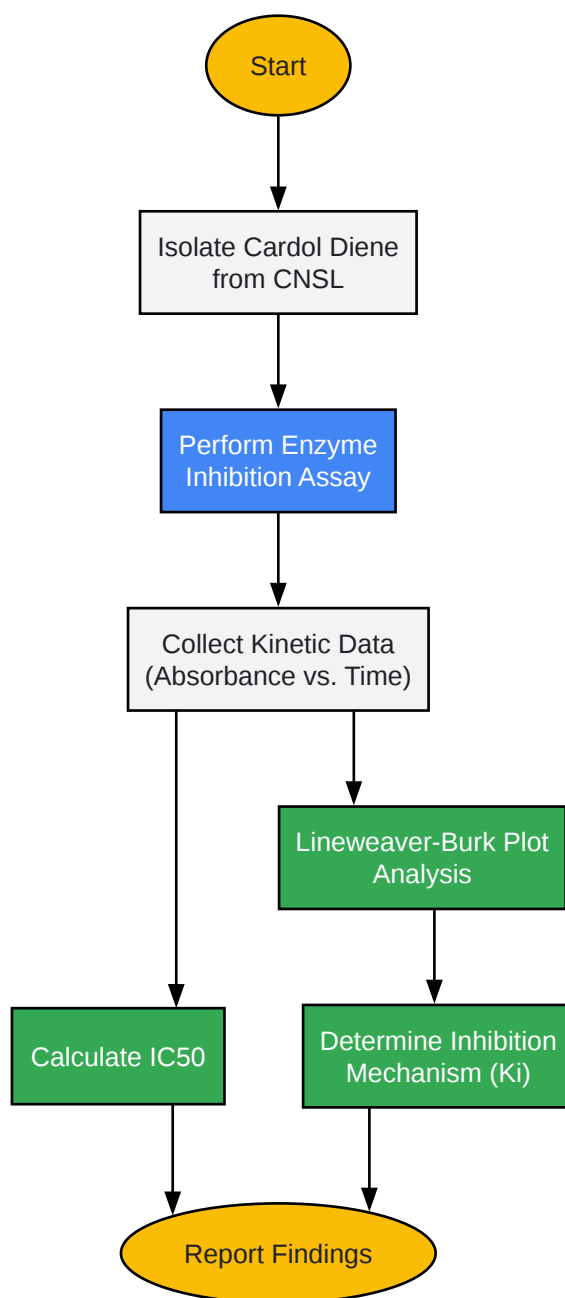 Start
Isolate Cardol Diene
from CNSL
Perform Enzyme
Inhibition Assay
Collect Kinetic Data
(Absorbance vs. Time)
Lineweaver-Burk Plot
Analysis
Calculate IC50
Determine Inhibition
Mechanism (Ki)
Report Findings